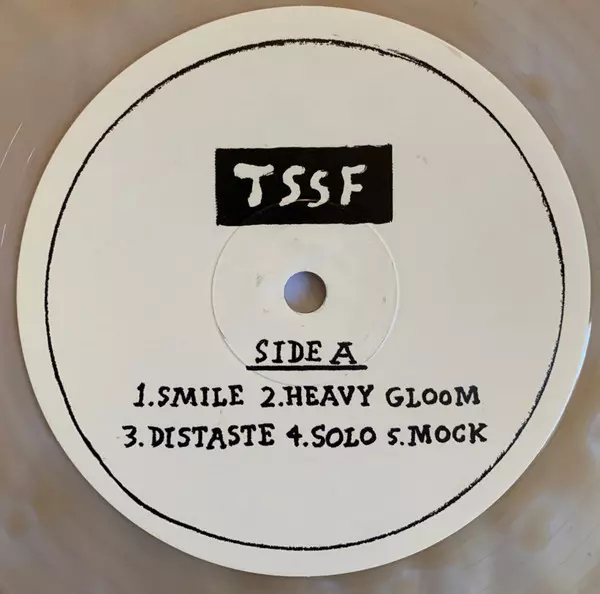 TSSF
SIDE A
1.SMILE 2.HEAVY GLOOM
3.DISTASTE 4.SOLO 5.MOCK